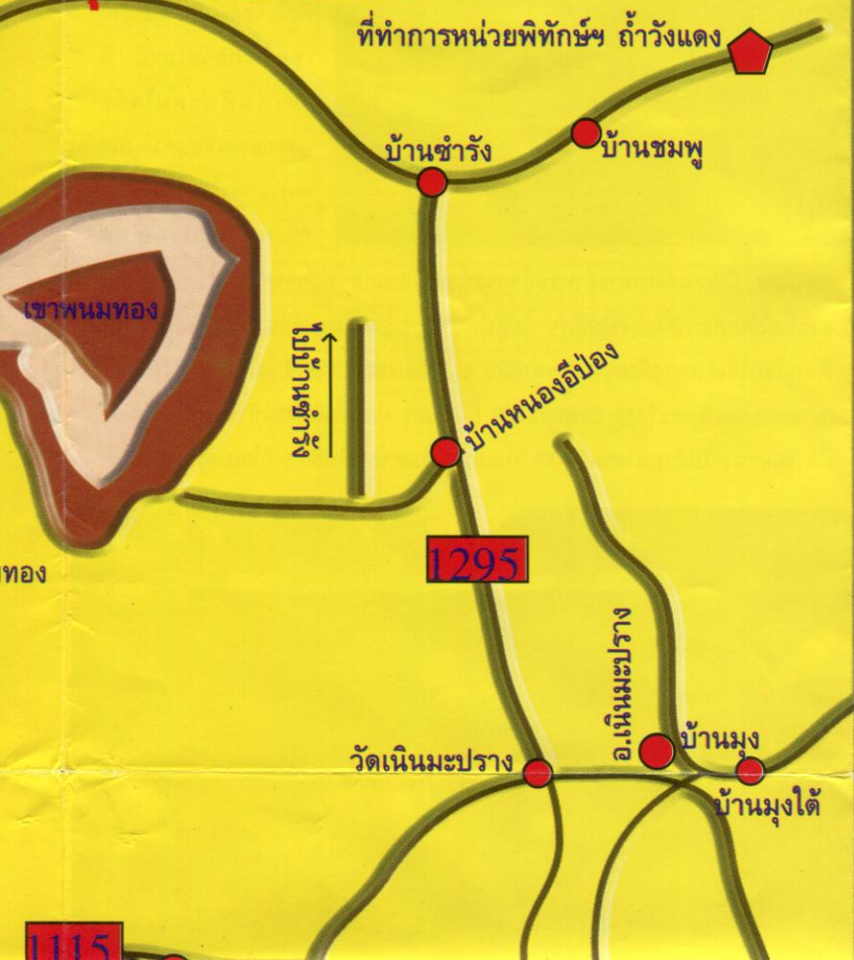 ที่ทำการหน่วยพิทักษ์ฯ ถ้ำวังแดง
บ้านซำรัง
บ้านชมพู
เขาพนมทอง
ไปบ้านซำรัง
บ้านหนองอีป่อง
1295
ทอง
อ.เนินมะปราง
บ้านมุง
วัดเนินมะปราง
บ้านมุงใต้
1115